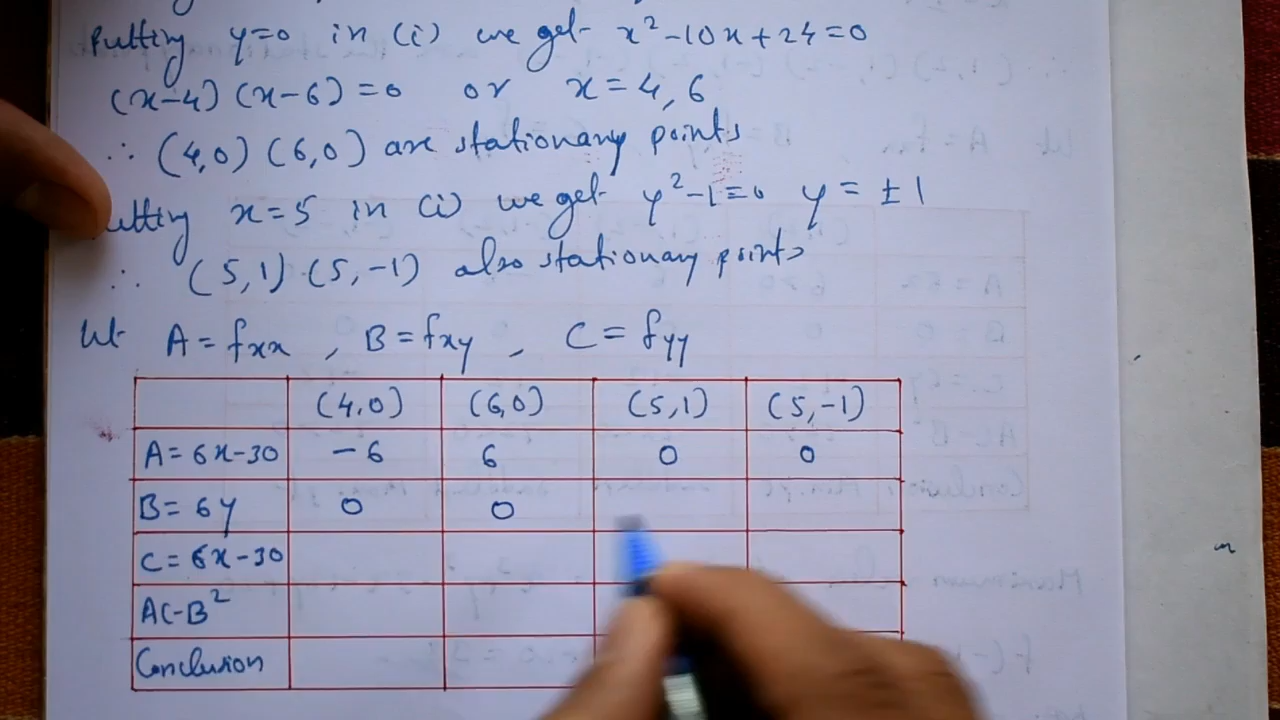 Putting y=0 in (i) we get x²-10x+24=0
(x-4)(x-6)=0 or x=4,6
∴ (4,0) (6,0) are stationary points
utting x=5 in (i) we get y²-1=0 y=±1
∴ (5,1) (5,-1) also stationary points
let A=fxx, B=fxy, C=fyy
(4,0) (6,0) (5,1) (5,-1)
A=6x-30 -6 6 0 0
B=6y 0 0
C=6x-30
AC-B²
Conclusion